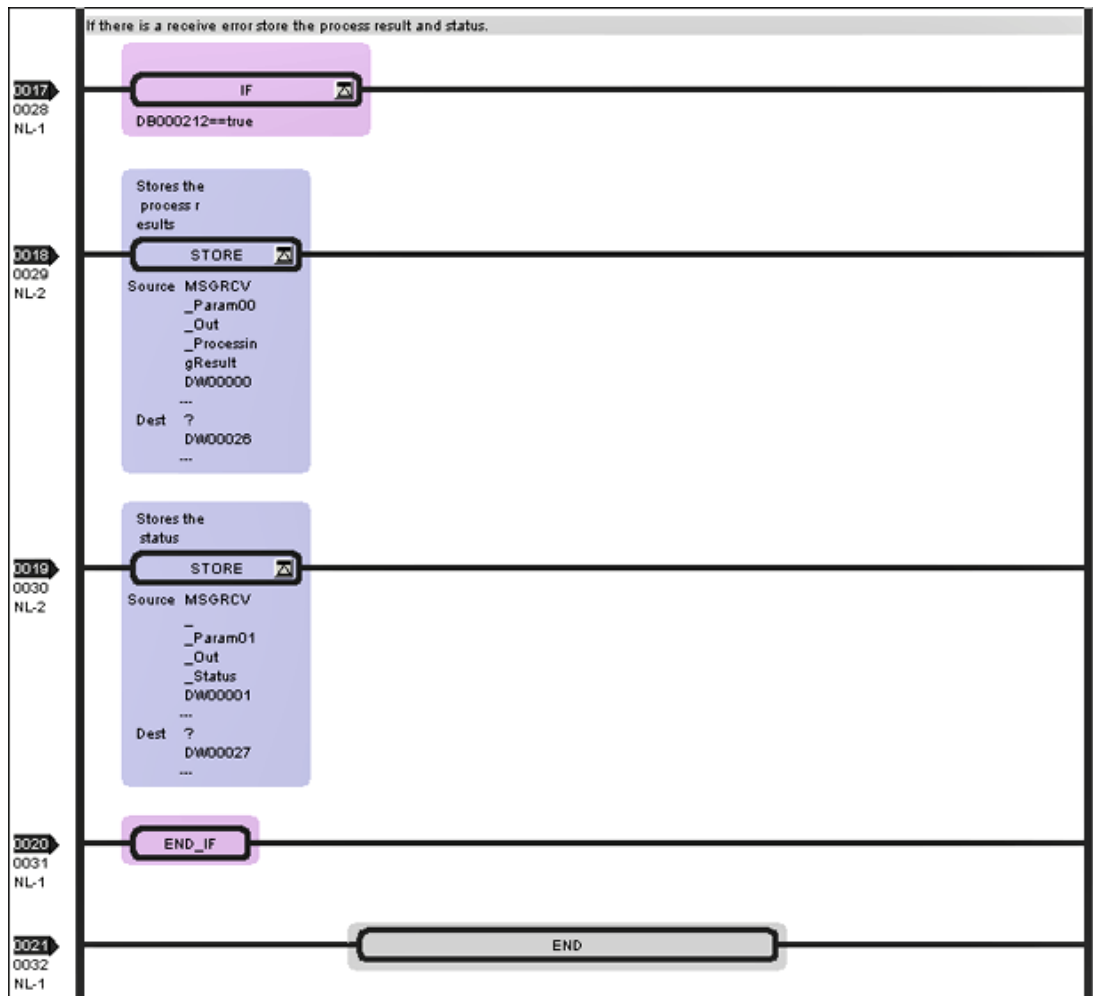 If there is a receive error store the process result and status.
0017
0028
NL-1
IF
DB000212==true
Stores the
process r
esults
0018
0029
NL-2
STORE
Source MSGRCV
_Param00
_Out
_Processin
gResult
DW00000
...
Dest ?
DW00026
...
Stores the
status
0019
0030
NL-2
STORE
Source MSGRCV
_
_Param01
_Out
_Status
DW00001
...
Dest ?
DW00027
...
0020
0031
NL-1
END_IF
0021
0032
NL-1
END